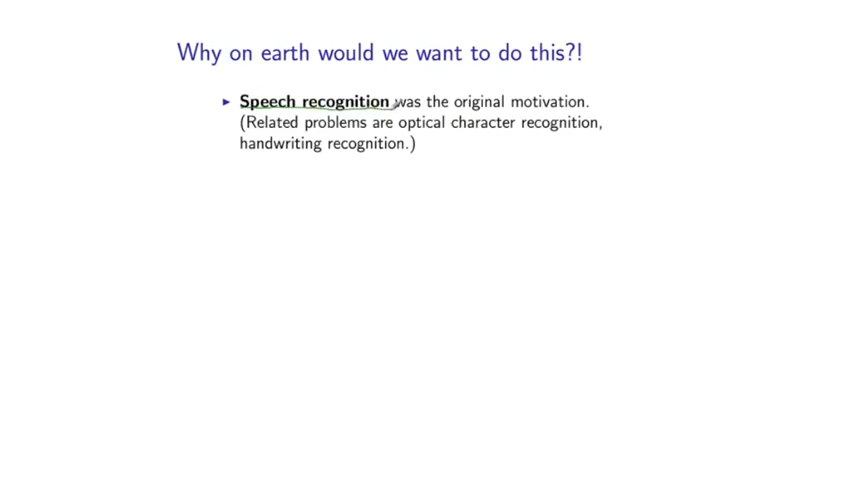 Why on earth would we want to do this?!
Speech recognition was the original motivation.
(Related problems are optical character recognition,
handwriting recognition.)